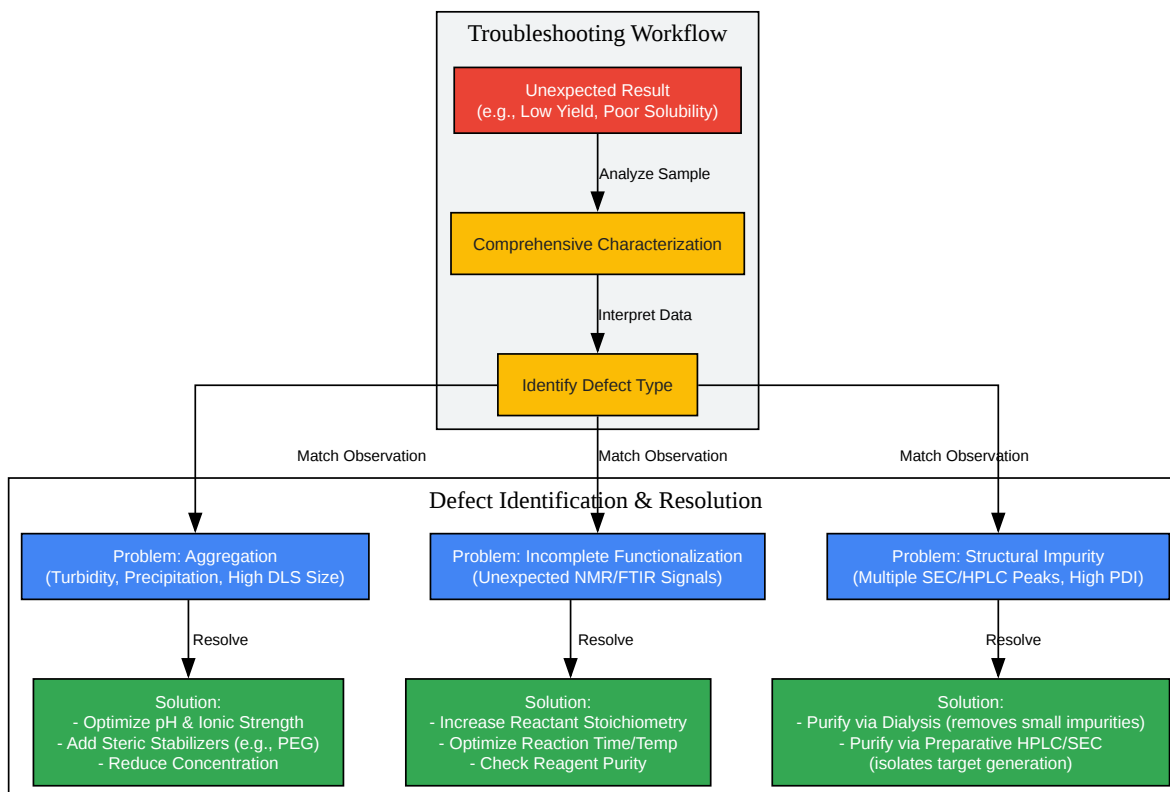 Troubleshooting Workflow
Unexpected Result
(e.g., Low Yield, Poor Solubility)
Analyze Sample
Comprehensive Characterization
Interpret Data
Identify Defect Type
Match Observation
Match Observation
Match Observation
Defect Identification & Resolution
Problem: Aggregation
(Turbidity, Precipitation, High DLS Size)
Problem: Incomplete Functionalization
(Unexpected NMR/FTIR Signals)
Problem: Structural Impurity
(Multiple SEC/HPLC Peaks, High PDI)
Resolve
Resolve
Resolve
Solution:
- Optimize pH & Ionic Strength
- Add Steric Stabilizers (e.g., PEG)
- Reduce Concentration
Solution:
- Increase Reactant Stoichiometry
- Optimize Reaction Time/Temp
- Check Reagent Purity
Solution:
- Purify via Dialysis (removes small impurities)
- Purify via Preparative HPLC/SEC
(isolates target generation)